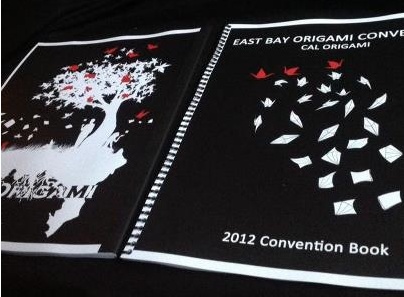 ORIGAMI
EAST BAY ORIGAMI CONVE
CAL ORIGAMI
2012 Convention Book